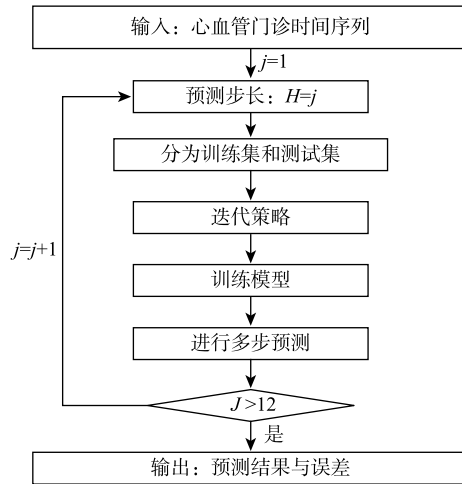 输入：心血管门诊时间序列
j=1
预测步长：H=j
分为训练集和测试集
迭代策略
j=j+1
训练模型
进行多步预测
J>12
是
输出：预测结果与误差